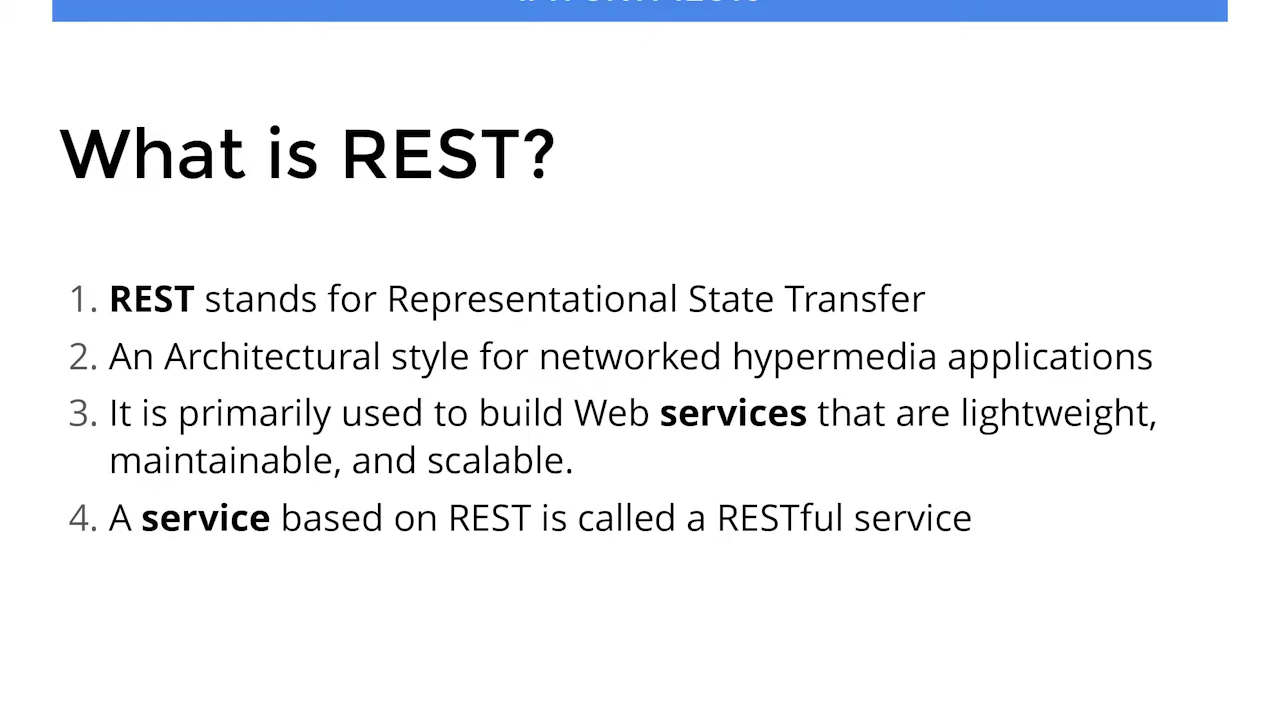 What is REST?
1. REST stands for Representational State Transfer
2. An Architectural style for networked hypermedia applications
3. It is primarily used to build Web services that are lightweight,
maintainable, and scalable.
4. A service based on REST is called a RESTful service